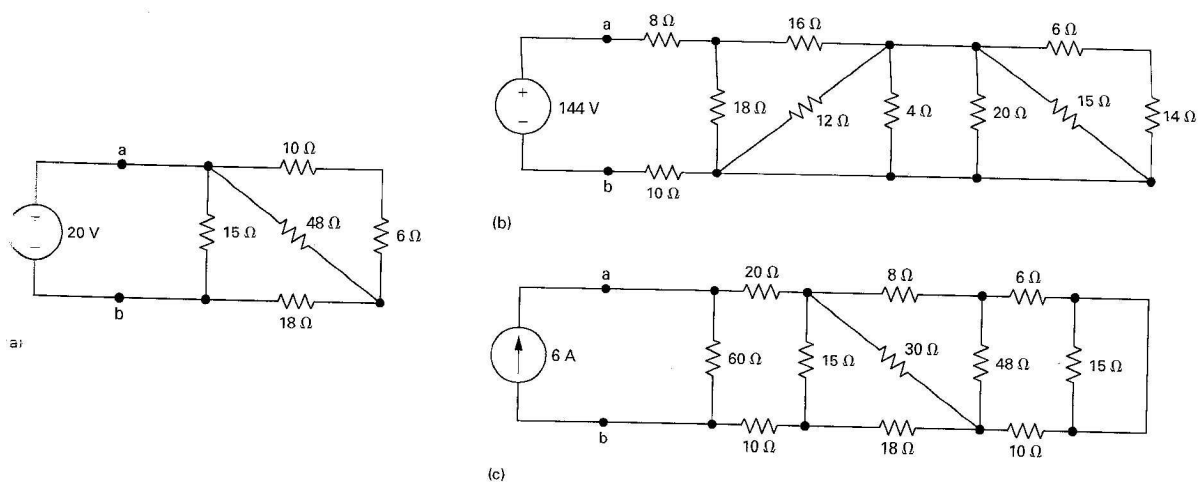 a
10 Ω
20 V
15 Ω
48 Ω
6 Ω
b
18 Ω
a)
a
8 Ω
16 Ω
6 Ω
144 V
18 Ω
12 Ω
4 Ω
20 Ω
15 Ω
14 Ω
b
10 Ω
(b)
a
20 Ω
8 Ω
6 Ω
6 A
60 Ω
15 Ω
30 Ω
48 Ω
15 Ω
b
10 Ω
18 Ω
10 Ω
(c)